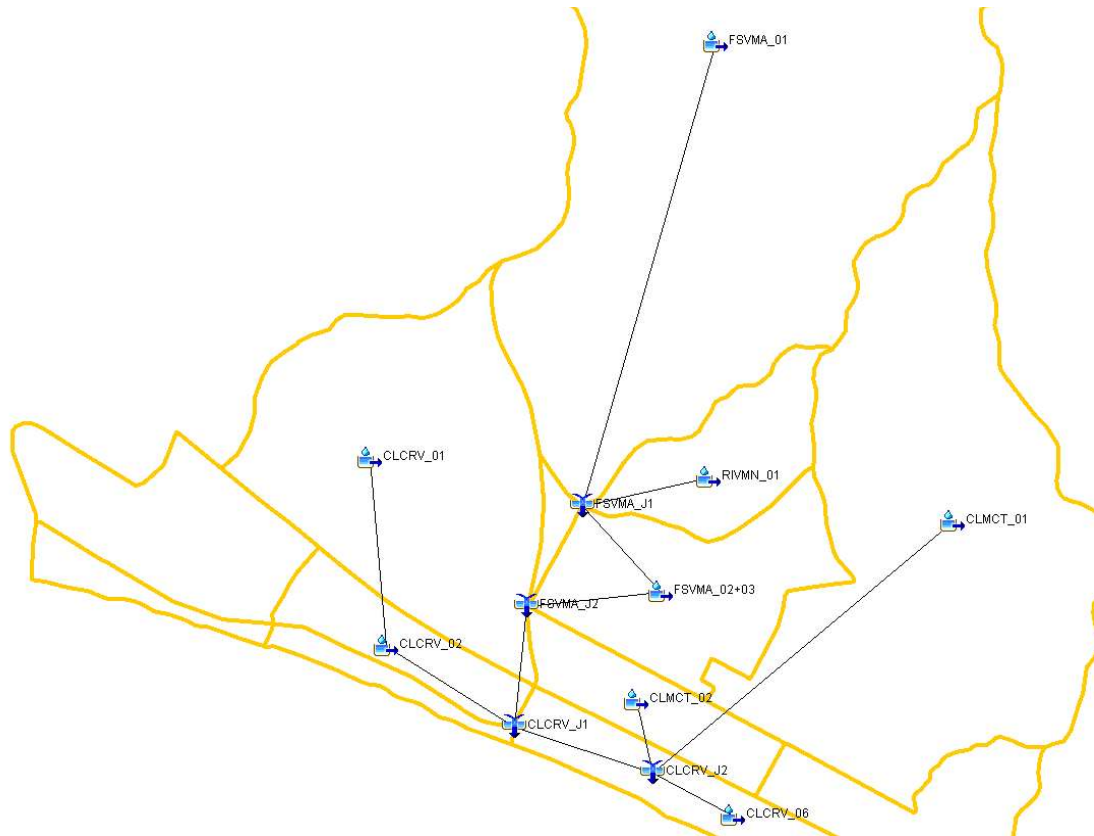 FSVMA_01
CLCRV_01
RIVMN_01
FSVMA_J1
CLMCT_01
FSVMA_02+03
FSVMA_J2
CLCRV_02
CLMCT_02
CLCRV_J1
CLCRV_J2
CLCRV_06